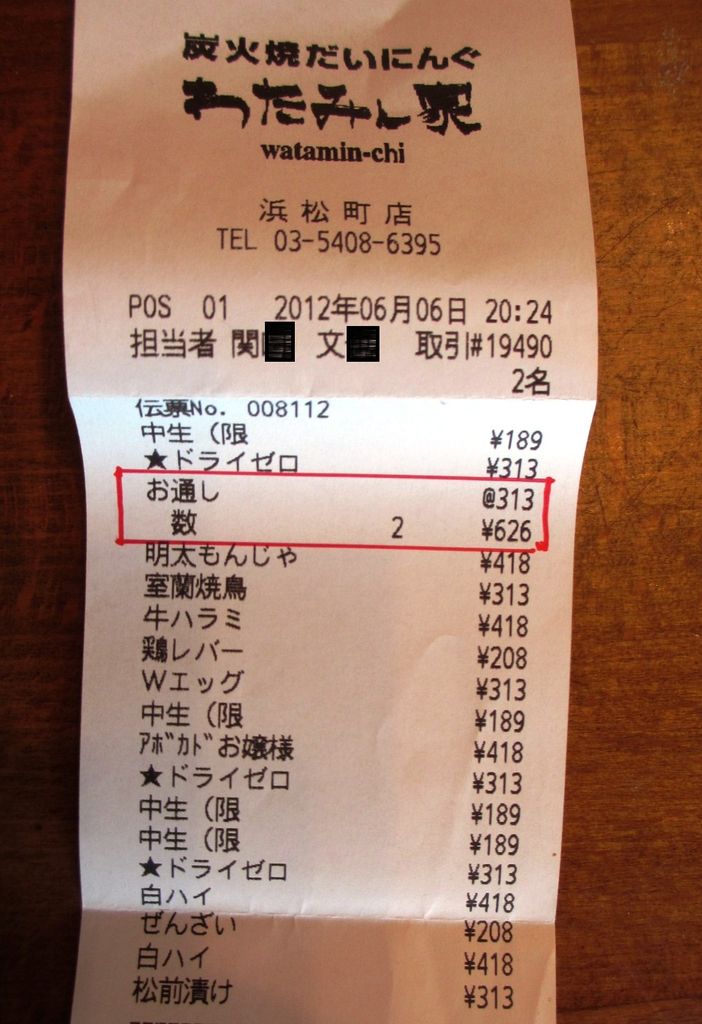 炭火焼だいにんぐ
わたみん家
watamin-chi
浜松町店
TEL 03-5408-6395
POS 01 2012年06月06日 20:24
担当者 関 文 取引#19490
2名
伝票No. 008112
中生（限 ¥189
★ドライゼロ ¥313
お通し @313
数 2 ¥626
明太もんじゃ ¥418
室蘭焼鳥 ¥313
牛ハラミ ¥418
鶏レバー ¥208
Wエッグ ¥313
中生（限 ¥189
ｱﾎﾞｶﾄﾞお嬢様 ¥418
★ドライゼロ ¥313
中生（限 ¥189
中生（限 ¥189
★ドライゼロ ¥313
白ハイ ¥418
ぜんざい ¥208
白ハイ ¥418
松前漬け ¥313